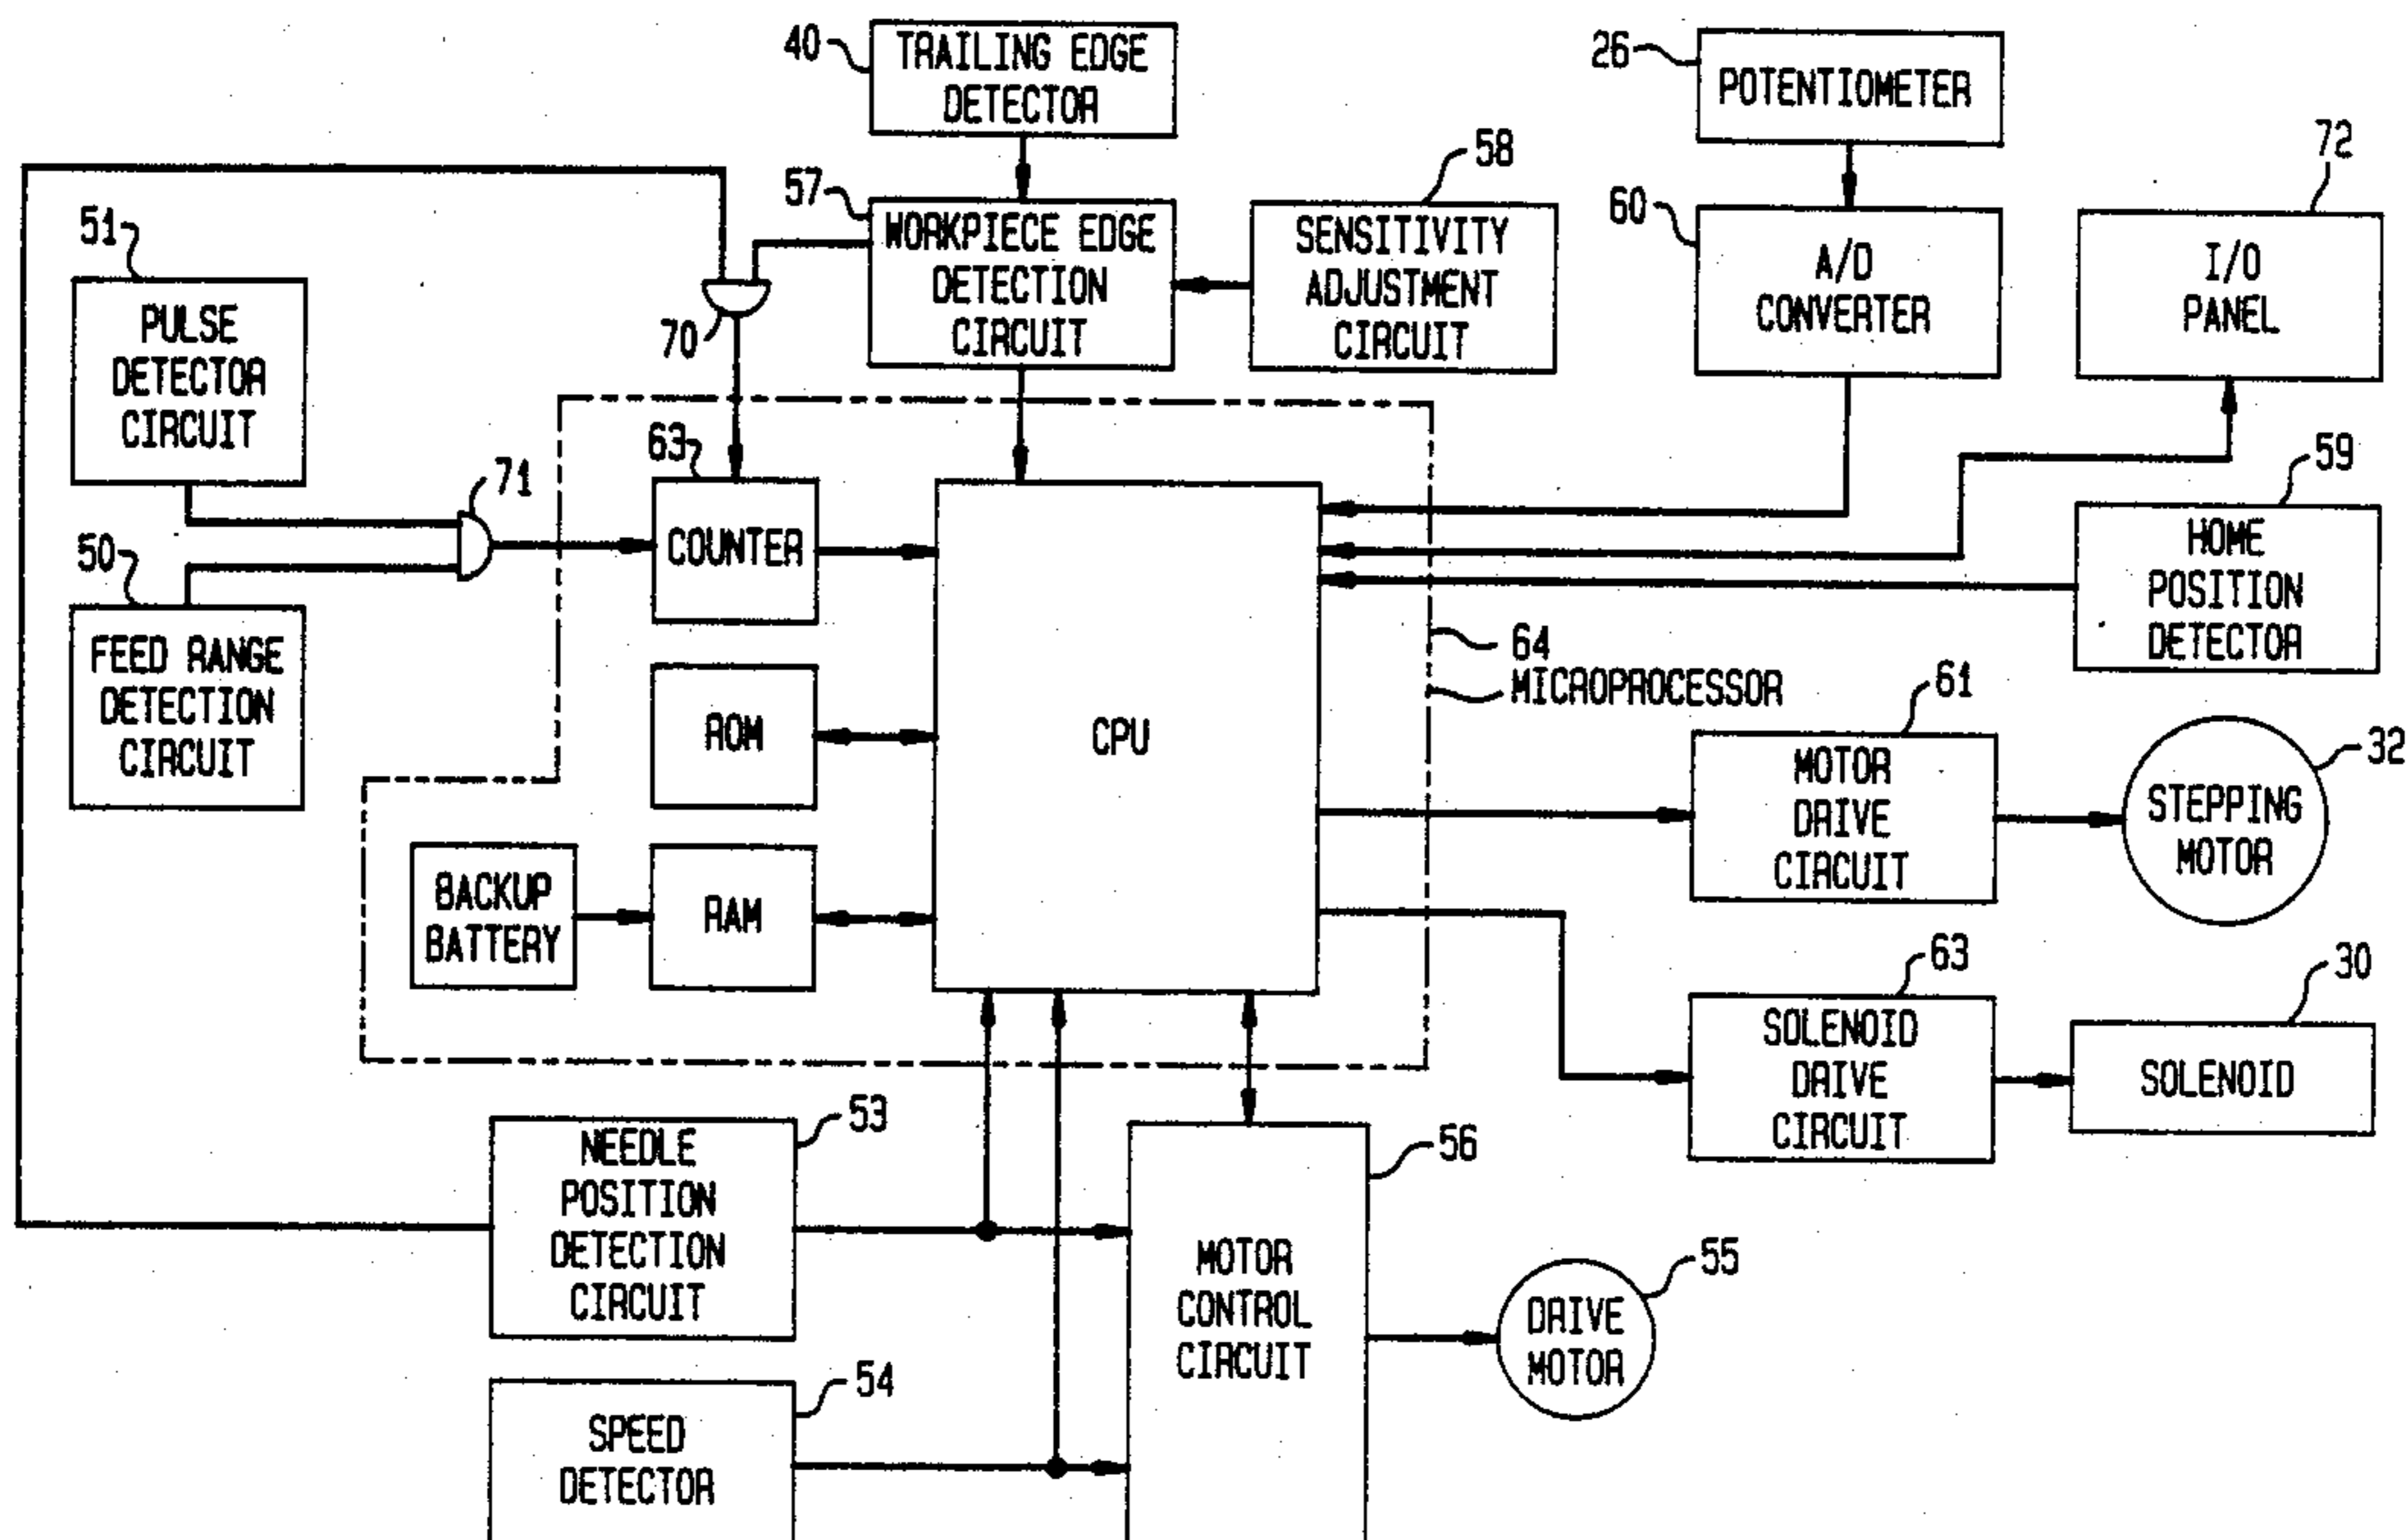 40
TRAILING EDGE
DETECTOR
26
POTENTIOMETER
72
I/O
PANEL
58
SENSITIVITY
ADJUSTMENT
CIRCUIT
57
WORKPIECE EDGE
DETECTION
CIRCUIT
60
A/D
CONVERTER
51
PULSE
DETECTOR
CIRCUIT
70
71
63
COUNTER
59
HOME
POSITION
DETECTOR
50
FEED RANGE
DETECTION
CIRCUIT
ROM
CPU
64
MICROPROCESSOR
61
MOTOR
DRIVE
CIRCUIT
32
STEPPING
MOTOR
BACKUP
BATTERY
RAM
63
SOLENOID
DRIVE
CIRCUIT
30
SOLENOID
53
NEEDLE
POSITION
DETECTION
CIRCUIT
56
MOTOR
CONTROL
CIRCUIT
55
DRIVE
MOTOR
54
SPEED
DETECTOR